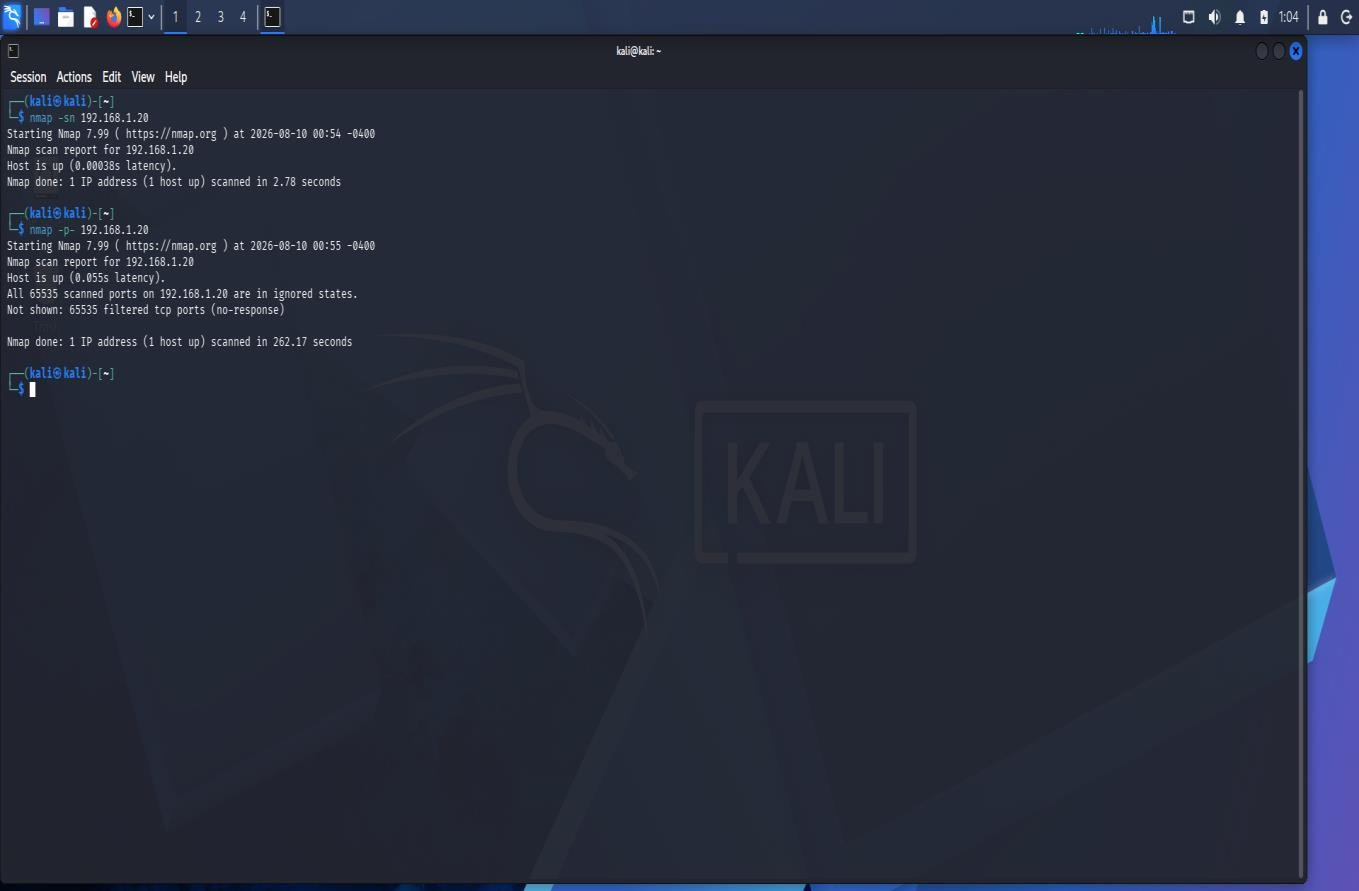 1 2 3 4
1:04
kali@kali: ~
Session Actions Edit View Help
┌──(kali㉿kali)-[~]
└─$ nmap -sn 192.168.1.20
Starting Nmap 7.99 ( https://nmap.org ) at 2026-08-10 00:54 -0400
Nmap scan report for 192.168.1.20
Host is up (0.00038s latency).
Nmap done: 1 IP address (1 host up) scanned in 2.78 seconds
┌──(kali㉿kali)-[~]
└─$ nmap -p- 192.168.1.20
Starting Nmap 7.99 ( https://nmap.org ) at 2026-08-10 00:55 -0400
Nmap scan report for 192.168.1.20
Host is up (0.055s latency).
All 65535 scanned ports on 192.168.1.20 are in ignored states.
Not shown: 65535 filtered tcp ports (no-response)
Nmap done: 1 IP address (1 host up) scanned in 262.17 seconds
┌──(kali㉿kali)-[~]
└─$
KALI